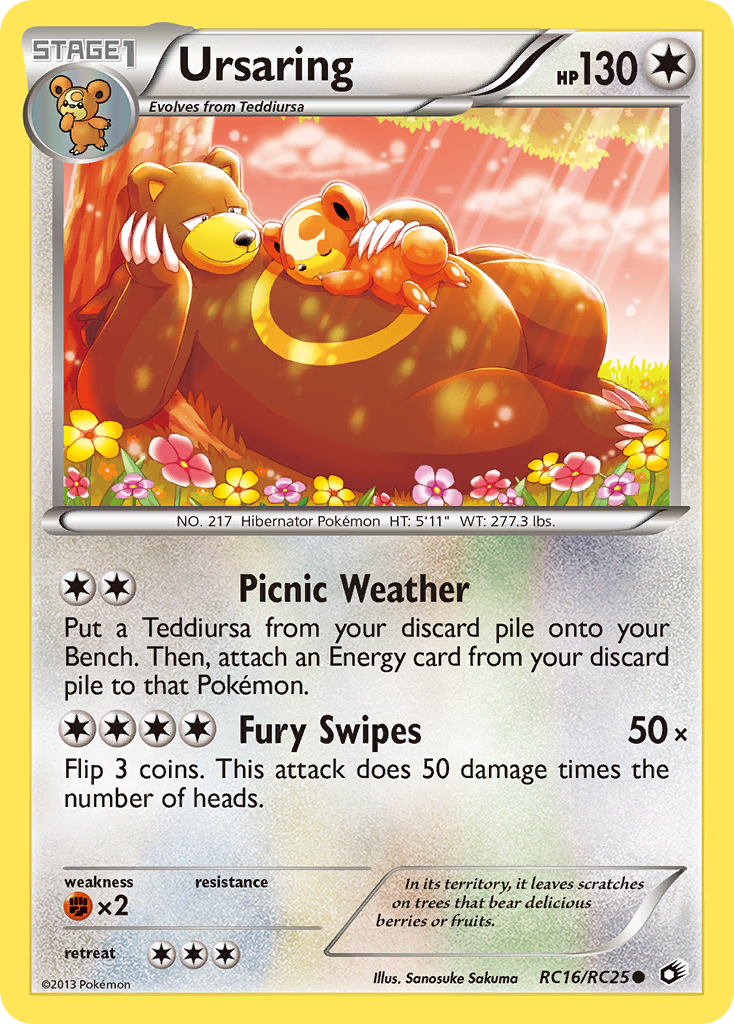 STAGE1
Ursaring
HP130
Evolves from Teddiursa
NO. 217 Hibernator Pokémon HT: 5'11" WT: 277.3 lbs.
Picnic Weather
Put a Teddiursa from your discard pile onto your
Bench. Then, attach an Energy card from your discard
pile to that Pokémon.
Fury Swipes 50×
Flip 3 coins. This attack does 50 damage times the
number of heads.
weakness resistance
×2
In its territory, it leaves scratches
on trees that bear delicious
berries or fruits.
retreat
©2013 Pokémon
Illus. Sanosuke Sakuma RC16/RC25